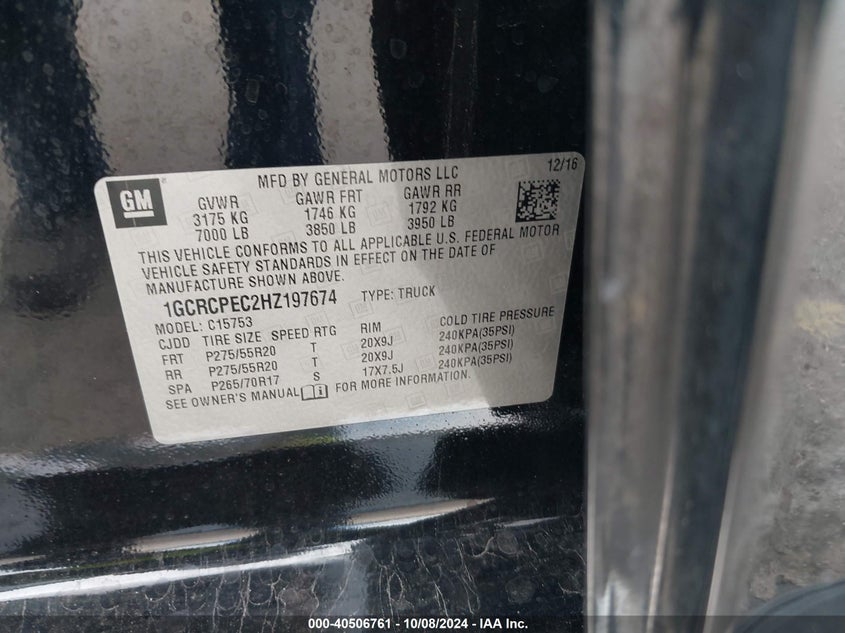 GM
MFD BY GENERAL MOTORS LLC 12/16
GVWR GAWR FRT GAWR RR
3175 KG 1746 KG 1792 KG
7000 LB 3850 LB 3950 LB
THIS VEHICLE CONFORMS TO ALL APPLICABLE U.S. FEDERAL MOTOR
VEHICLE SAFETY STANDARDS IN EFFECT ON THE DATE OF
MANUFACTURE SHOWN ABOVE.
1GCRCPEC2HZ197674 TYPE: TRUCK
MODEL: C15753
CJDD TIRE SIZE SPEED RTG RIM COLD TIRE PRESSURE
FRT P275/55R20 T 20X9J 240KPA(35PSI)
RR P275/55R20 T 20X9J 240KPA(35PSI)
SPA P265/70R17 S 17X7.5J 240KPA(35PSI)
SEE OWNER'S MANUAL FOR MORE INFORMATION.
000-40506761 - 10/08/2024 - IAA Inc.